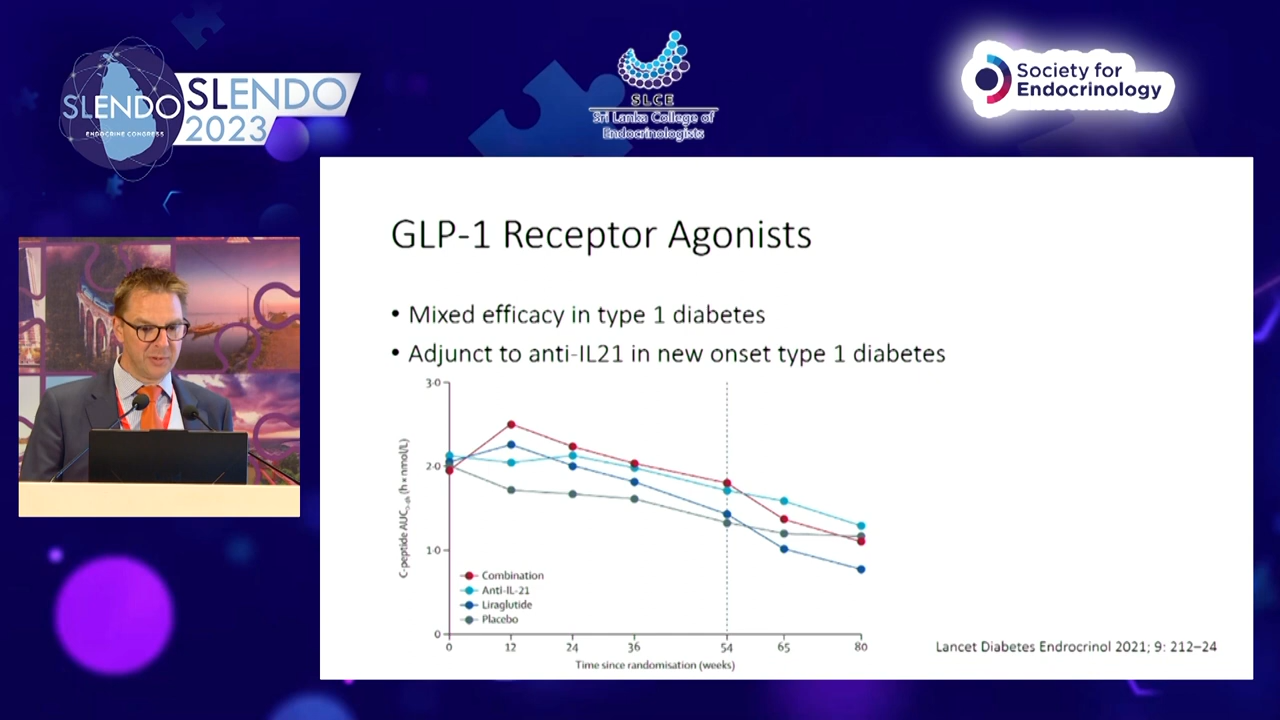 SLENDO
ENDOCRINE CONGRESS
SLENDO
2023
SLCE
Sri Lanka College of
Endocrinologists
Society for
Endocrinology
GLP-1 Receptor Agonists
• Mixed efficacy in type 1 diabetes
• Adjunct to anti-IL21 in new onset type 1 diabetes
3·0
2·0
1·0
0
C-peptide AUC0–4h (h × nmol/L)
Combination
Anti-IL-21
Liraglutide
Placebo
0 12 24 36 54 65 80
Time since randomisation (weeks)
Lancet Diabetes Endocrinol 2021; 9: 212–24